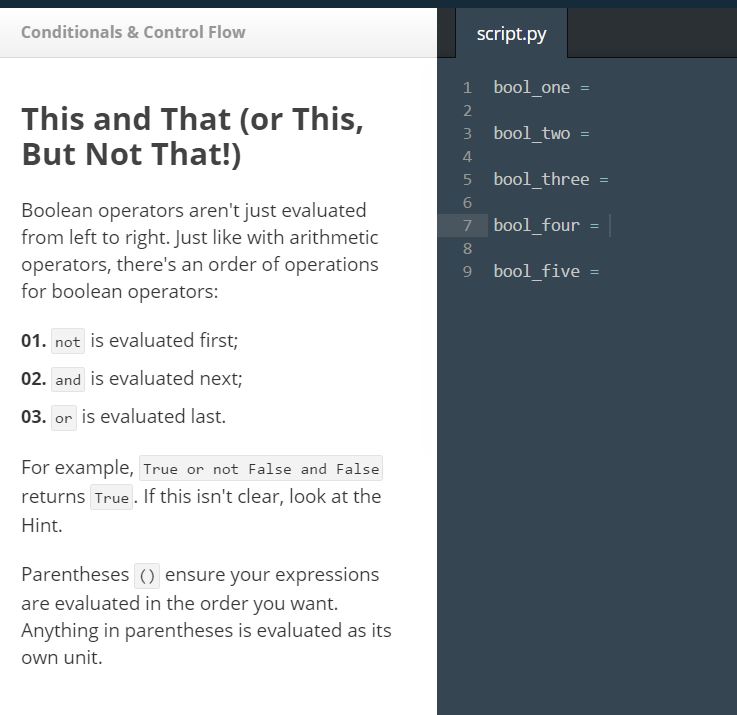 Conditionals & Control Flow
This and That (or This,
But Not That!)
Boolean operators aren't just evaluated
from left to right. Just like with arithmetic
operators, there's an order of operations
for boolean operators:
01. not is evaluated first;
02. and is evaluated next;
03. or is evaluated last.
For example, True or not False and False
returns True. If this isn't clear, look at the
Hint.
Parentheses () ensure your expressions
are evaluated in the order you want.
Anything in parentheses is evaluated as its
own unit.
script.py
1 bool_one =
2
3 bool_two =
4
5 bool_three =
6
7 bool_four =
8
9 bool_five =